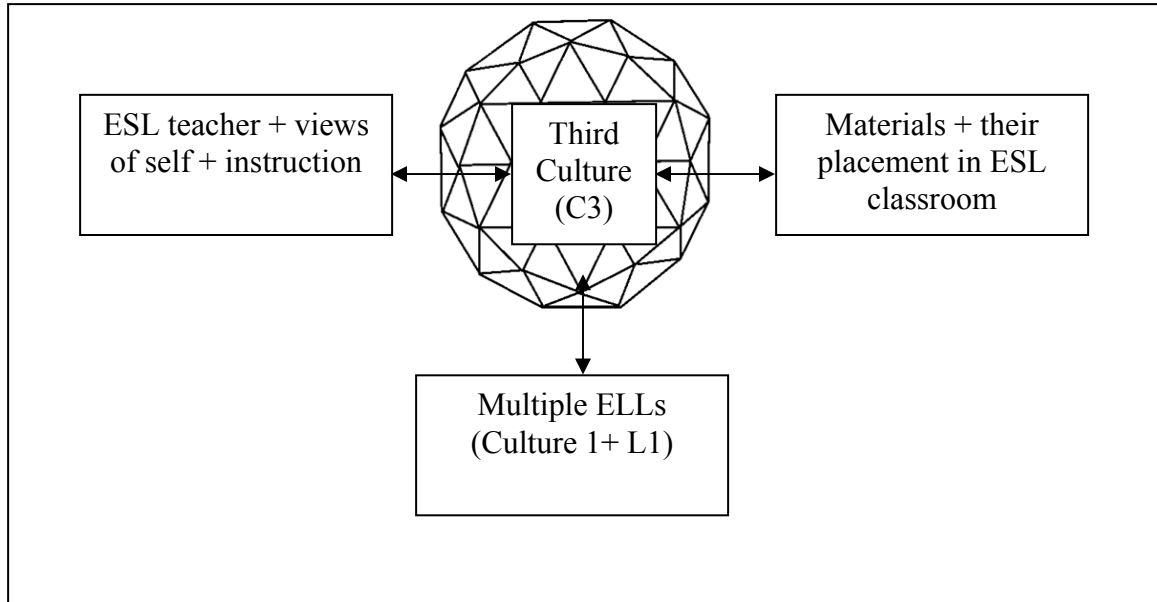 ESL teacher + views
of self + instruction
Third
Culture
(C3)
Materials + their
placement in ESL
classroom
Multiple ELLs
(Culture 1+ L1)